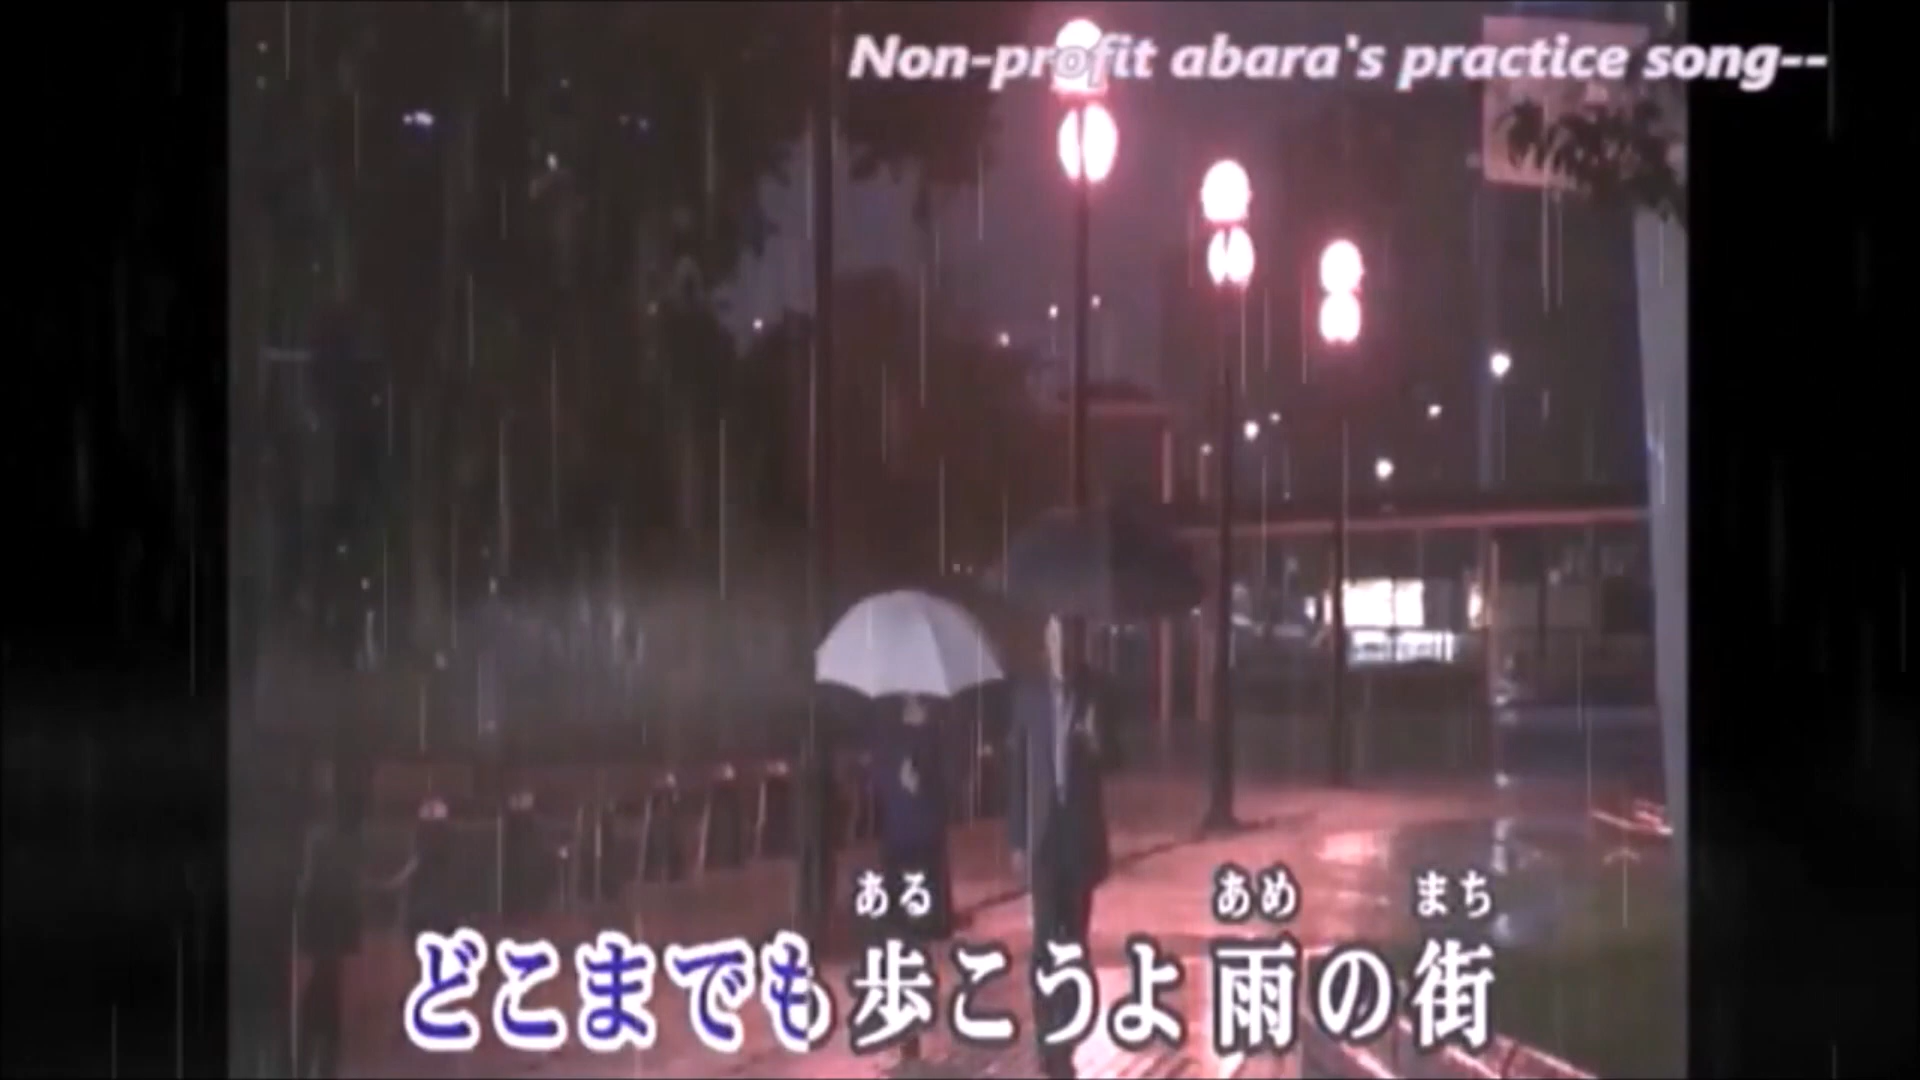 Non-profit abara's practice song--
ある あめ まち
どこまでも 歩こうよ 雨の街